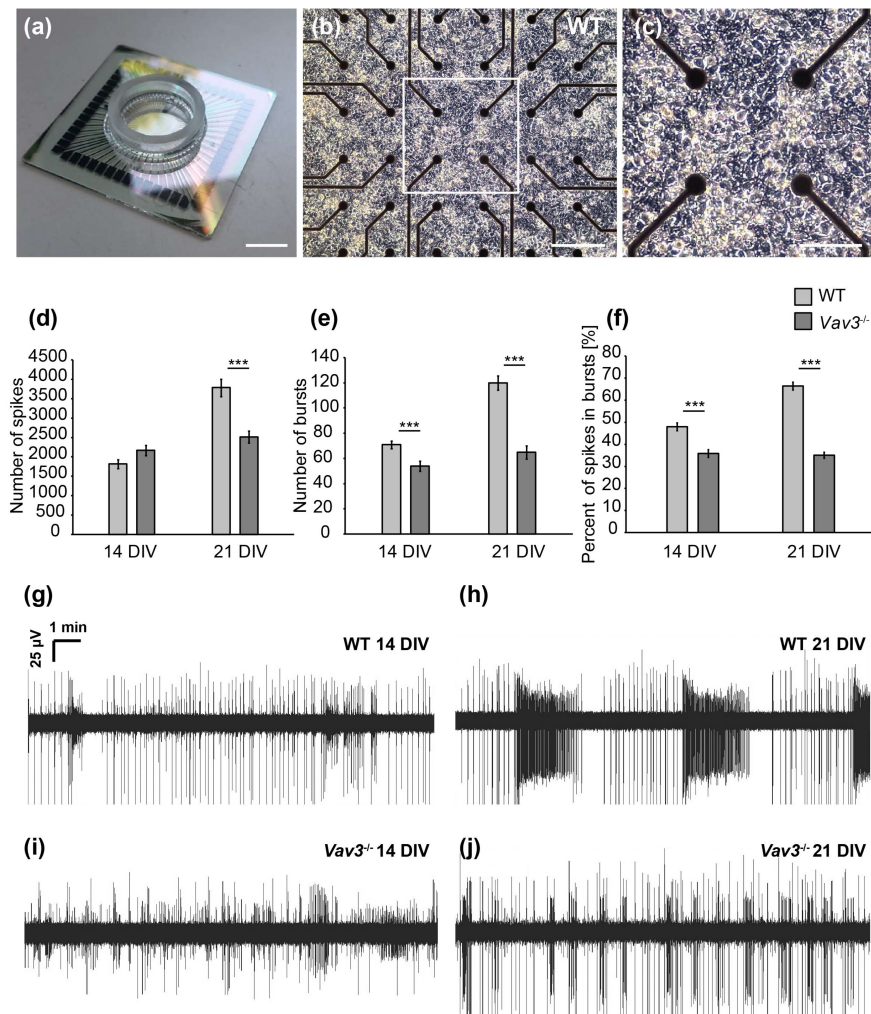 (a)
(b)
WT
(c)
WT
Vav3-/-
(d)
Number of spikes
4500
4000
3500
3000
2500
2000
1500
1000
500
0
***
14 DIV
21 DIV
(e)
Number of bursts
140
120
100
80
60
40
20
0
***
***
14 DIV
21 DIV
(f)
Percent of spikes in bursts [%]
80
70
60
50
40
30
20
10
0
***
***
14 DIV
21 DIV
(g)
25 µV
1 min
WT 14 DIV
(h)
WT 21 DIV
(i)
Vav3-/- 14 DIV
(j)
Vav3-/- 21 DIV